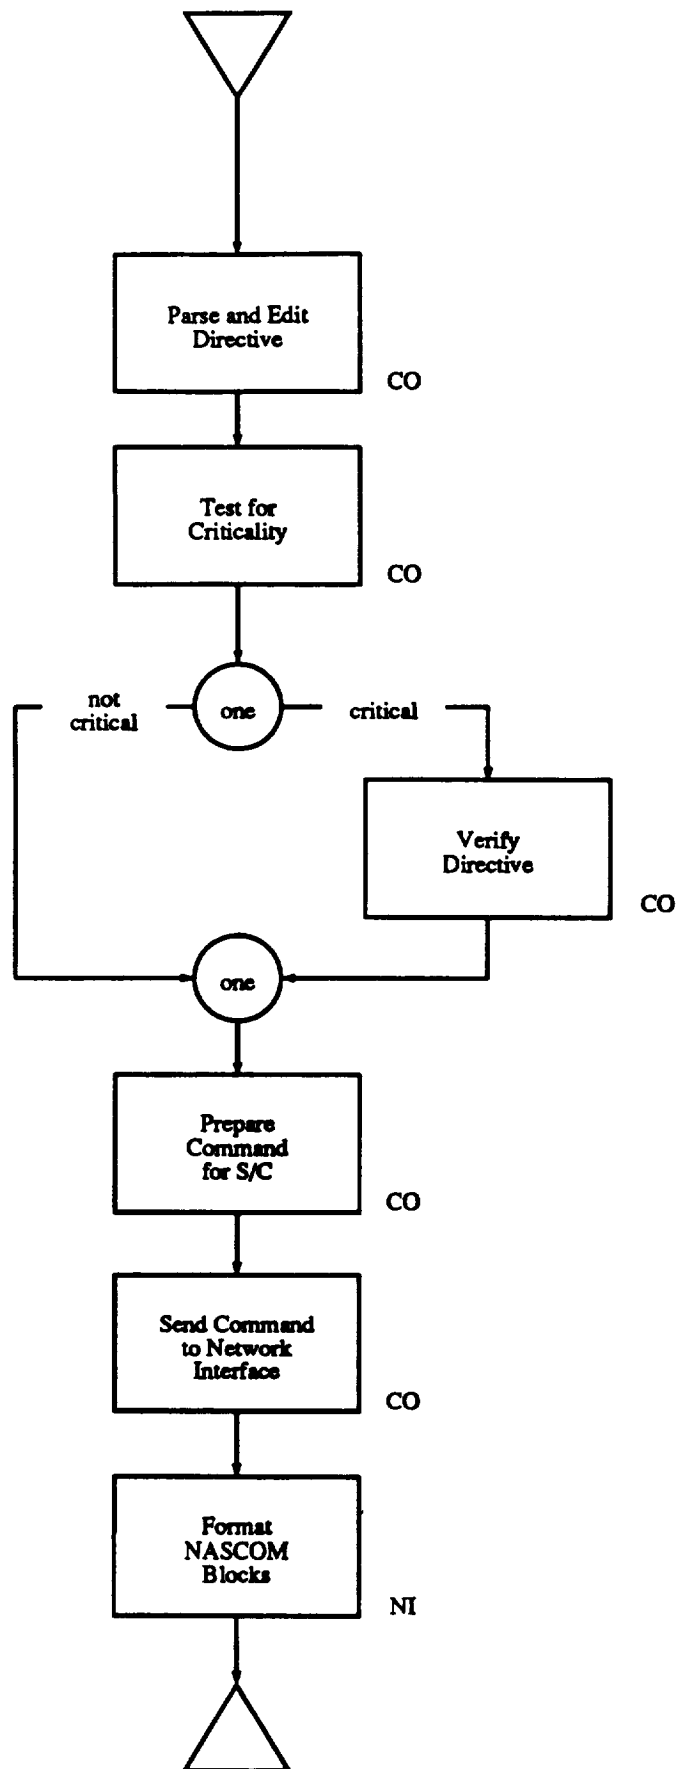 Parse and Edit
Directive
CO
Test for
Criticality
CO
not
critical
one
critical
Verify
Directive
CO
one
Prepare
Command
for S/C
CO
Send Command
to Network
Interface
CO
Format
NASCOM
Blocks
NI